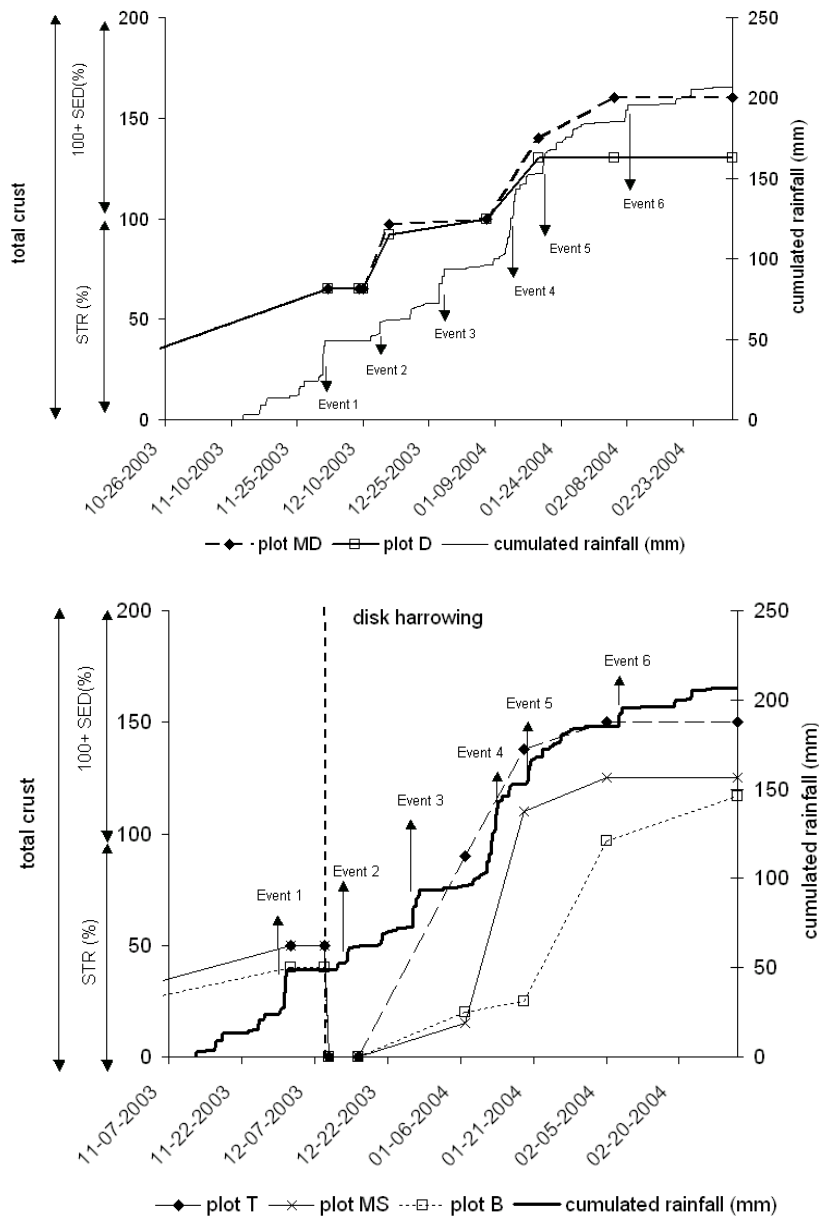 200
150
100
50
0
250
200
150
100
50
0
total crust
100+ SED(%)
STR (%)
cumulated rainfall (mm)
Event 1
Event 2
Event 3
Event 4
Event 5
Event 6
10-26-2003
11-10-2003
11-25-2003
12-10-2003
12-25-2003
01-09-2004
01-24-2004
02-08-2004
02-23-2004
plot MD
plot D
cumulated rainfall (mm)
disk harrowing
200
150
100
50
0
250
200
150
100
50
0
total crust
100+ SED(%)
STR (%)
cumulated rainfall (mm)
Event 1
Event 2
Event 3
Event 4
Event 5
Event 6
11-07-2003
11-22-2003
12-07-2003
12-22-2003
01-06-2004
01-21-2004
02-05-2004
02-20-2004
plot T
plot MS
plot B
cumulated rainfall (mm)